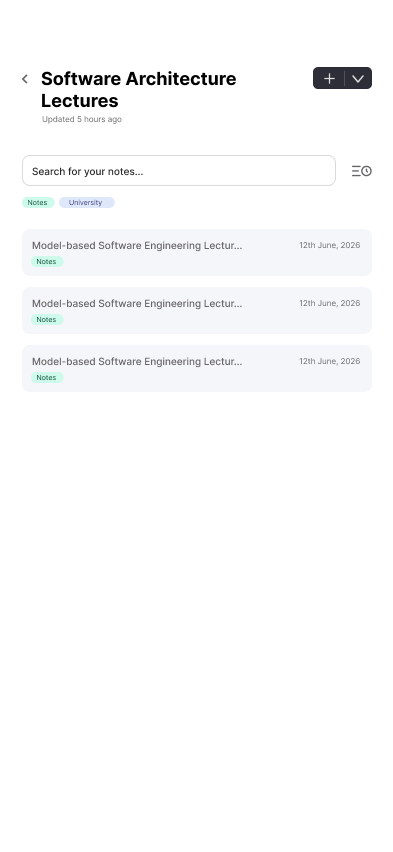 Software Architecture
Lectures
Updated 5 hours ago
Search for your notes...
Notes University
Model-based Software Engineering Lectur... 12th June, 2026
Notes
Model-based Software Engineering Lectur... 12th June, 2026
Notes
Model-based Software Engineering Lectur... 12th June, 2026
Notes